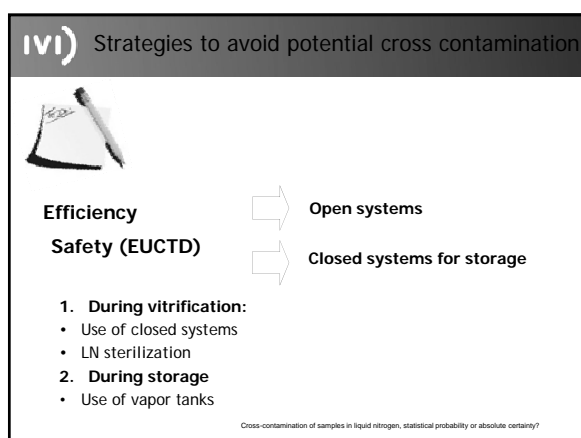 IVI) Strategies to avoid potential cross contamination
To Do:
Efficiency
Open systems
Safety (EUCTD)
Closed systems for storage
1. During vitrification:
• Use of closed systems
• LN sterilization
2. During storage
• Use of vapor tanks
Cross-contamination of samples in liquid nitrogen, statistical probability or absolute certainty?